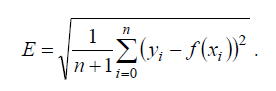 E = √(1/(n+1) ∑_{i=0}^{n} (y_i − f(x_i))²) .